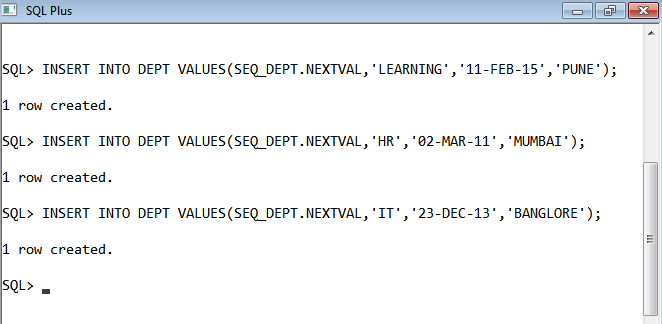 SQL Plus
SQL> INSERT INTO DEPT VALUES(SEQ_DEPT.NEXTVAL,'LEARNING','11-FEB-15','PUNE');
1 row created.
SQL> INSERT INTO DEPT VALUES(SEQ_DEPT.NEXTVAL,'HR','02-MAR-11','MUMBAI');
1 row created.
SQL> INSERT INTO DEPT VALUES(SEQ_DEPT.NEXTVAL,'IT','23-DEC-13','BANGLORE');
1 row created.
SQL>